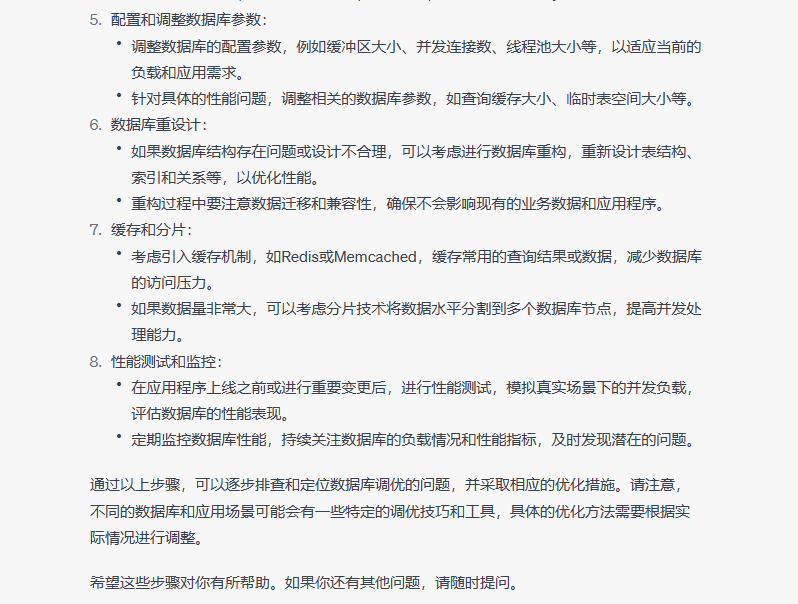 5. 配置和调整数据库参数：
• 调整数据库的配置参数，例如缓冲区大小、并发连接数、线程池大小等，以适应当前的
负载和应用需求。
• 针对具体的性能问题，调整相关的数据库参数，如查询缓存大小、临时表空间大小等。
6. 数据库重设计：
• 如果数据库结构存在问题或设计不合理，可以考虑进行数据库重构，重新设计表结构、
索引和关系等，以优化性能。
• 重构过程中要注意数据迁移和兼容性，确保不会影响现有的业务数据和应用程序。
7. 缓存和分片：
• 考虑引入缓存机制，如Redis或Memcached，缓存常用的查询结果或数据，减少数据库
的访问压力。
• 如果数据量非常大，可以考虑分片技术将数据水平分割到多个数据库节点，提高并发处
理能力。
8. 性能测试和监控：
• 在应用程序上线之前或进行重要变更后，进行性能测试，模拟真实场景下的并发负载，
评估数据库的性能表现。
• 定期监控数据库性能，持续关注数据库的负载情况和性能指标，及时发现潜在的问题。
通过以上步骤，可以逐步排查和定位数据库调优的问题，并采取相应的优化措施。请注意，
不同的数据库和应用场景可能会有一些特定的调优技巧和工具，具体的优化方法需要根据实
际情况进行调整。
希望这些步骤对你有所帮助。如果你还有其他问题，请随时提问。